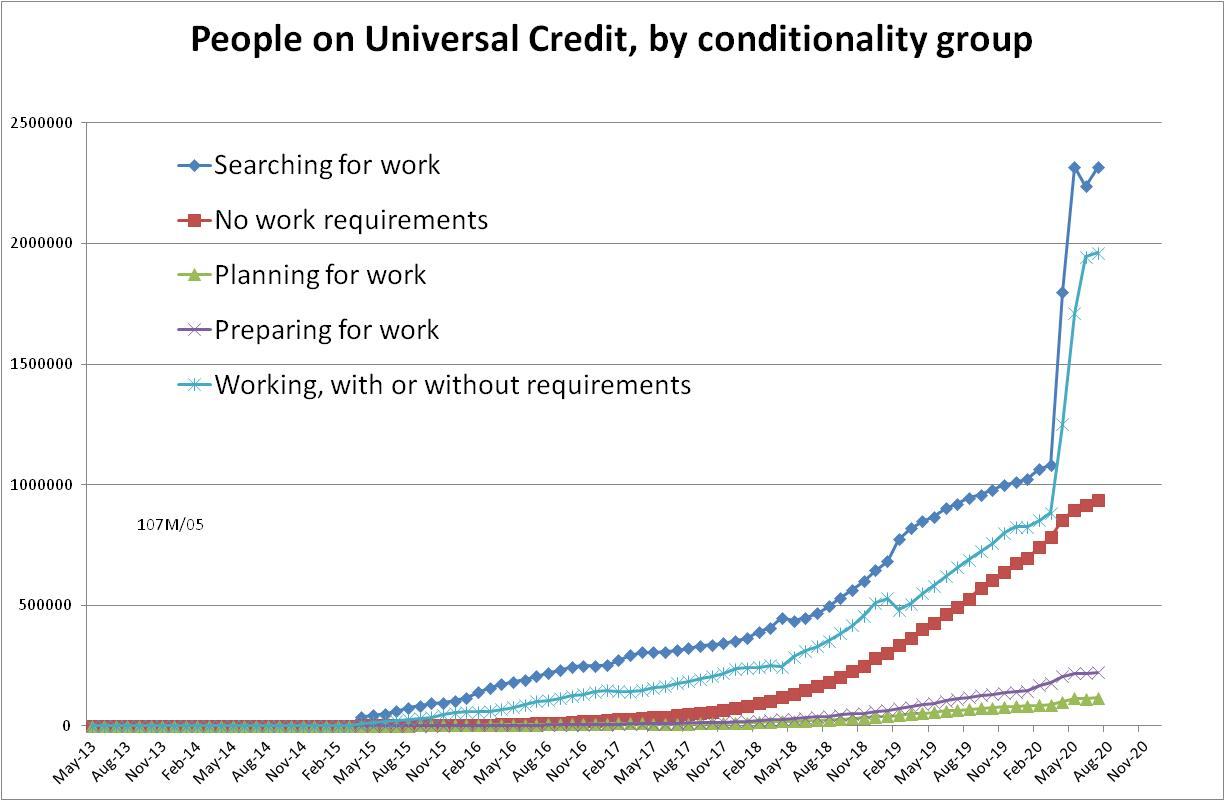 People on Universal Credit, by conditionality group
2500000
Searching for work
No work requirements
2000000
Planning for work
Preparing for work
1500000
Working, with or without requirements
1000000
107M/05
500000
0
May-13
Aug-13
Nov-13
Feb-14
May-14
Aug-14
Nov-14
Feb-15
May-15
Aug-15
Nov-15
Feb-16
May-16
Aug-16
Nov-16
Feb-17
May-17
Aug-17
Nov-17
Feb-18
May-18
Aug-18
Nov-18
Feb-19
May-19
Aug-19
Nov-19
Feb-20
May-20
Aug-20
Nov-20